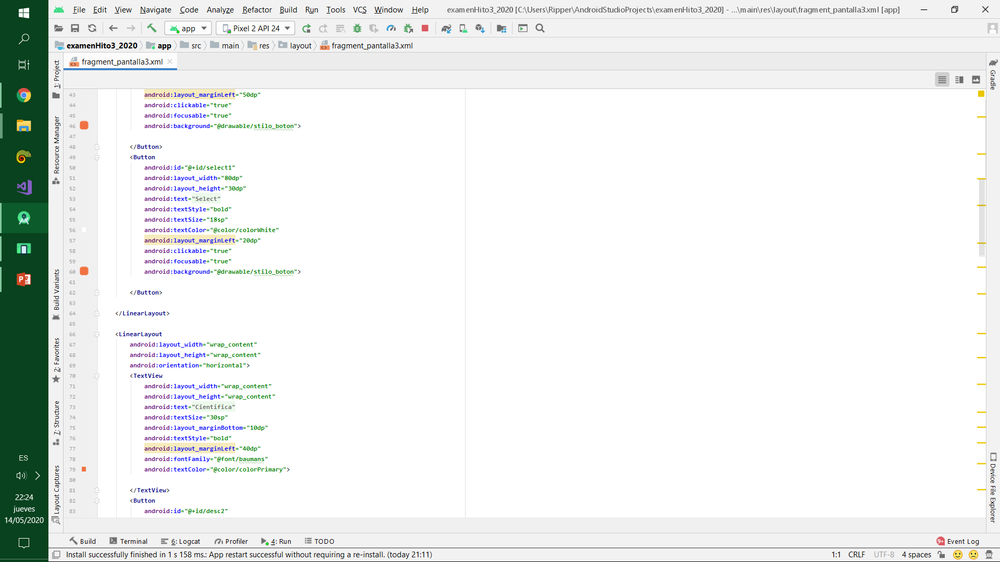 File Edit View Navigate Code Analyze Refactor Build Run Tools VCS Window Help examenHito3_2020 [C:\Users\Ripper\AndroidStudioProjects\examenHito3_2020] - ...\main\res\layout\fragment_pantalla3.xml [app]
app Pixel 2 API 24
examenHito3_2020 app src main res layout fragment_pantalla3.xml
fragment_pantalla3.xml
1: Project
Resource Manager
Build Variants
2: Favorites
7: Structure
Layout Captures
Gradle
Device File Explorer
43 android:layout_marginLeft="50dp"
44 android:clickable="true"
45 android:focusable="true"
46 android:background="@drawable/stilo_boton">
47
48 </Button>
49 <Button
50 android:id="@+id/select1"
51 android:layout_width="80dp"
52 android:layout_height="30dp"
53 android:text="Select"
54 android:textStyle="bold"
55 android:textSize="18sp"
56 android:textColor="@color/colorWhite"
57 android:layout_marginLeft="20dp"
58 android:clickable="true"
59 android:focusable="true"
60 android:background="@drawable/stilo_boton">
61
62 </Button>
63
64 </LinearLayout>
65
66 <LinearLayout
67 android:layout_width="wrap_content"
68 android:layout_height="wrap_content"
69 android:orientation="horizontal">
70 <TextView
71 android:layout_width="wrap_content"
72 android:layout_height="wrap_content"
73 android:text="Cientifica"
74 android:textSize="30sp"
75 android:layout_marginBottom="10dp"
76 android:textStyle="bold"
77 android:layout_marginLeft="40dp"
78 android:fontFamily="@font/baumans"
79 android:textColor="@color/colorPrimary">
80
81 </TextView>
82 <Button
83 android:id="@+id/desc2"
ES
22:24
jueves
14/05/2020
Build Terminal 6: Logcat Profiler 4: Run TODO 9+ Event Log
Install successfully finished in 1 s 158 ms.: App restart successful without requiring a re-install. (today 21:11) 1:1 CRLF UTF-8 4 spaces